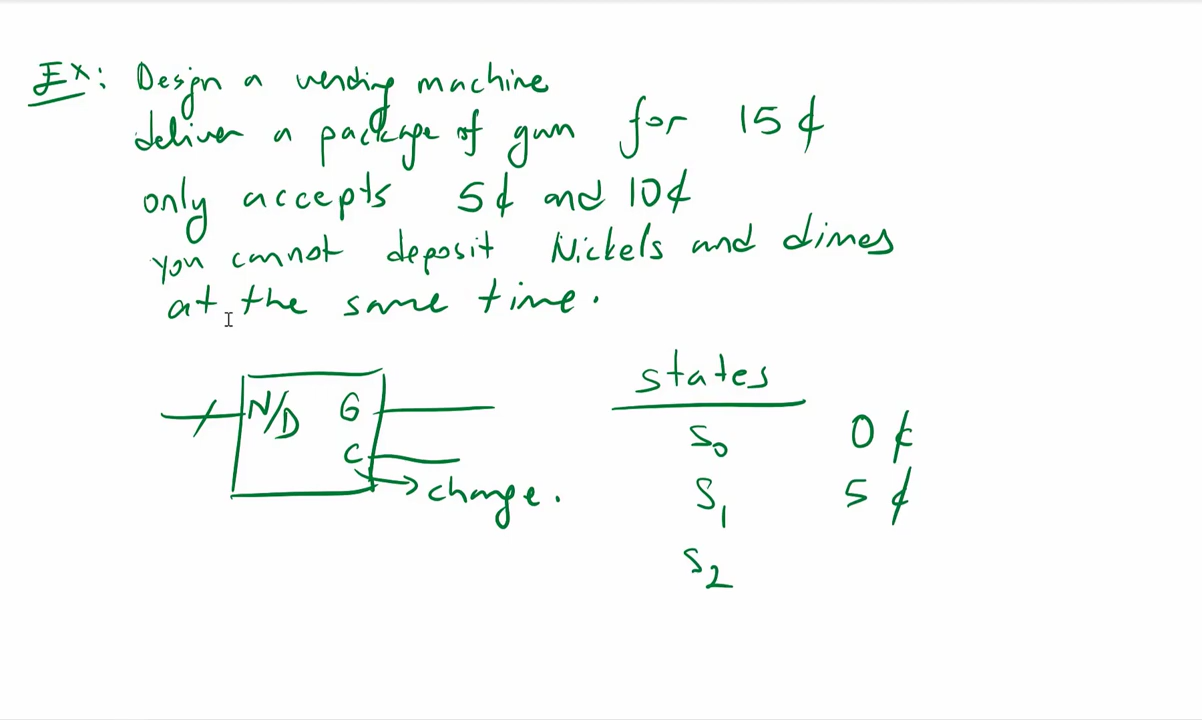 Ex: Design a vending machine
deliver a package of gum for 15¢
only accepts 5¢ and 10¢
you cannot deposit Nickels and dimes
at the same time.
N/D G
C
change.
states
S0 0¢
S1 5¢
S2